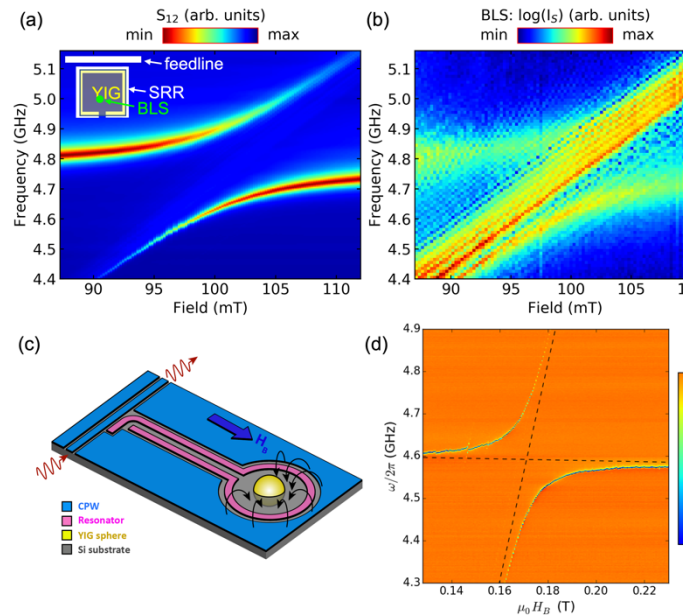 (a)
S₁₂ (arb. units)
min
max
feedline
YIG
SRR
BLS
Frequency (GHz)
5.1
5.0
4.9
4.8
4.7
4.6
4.5
4.4
90
95
100
105
110
Field (mT)
(b)
BLS: log(Iₛ) (arb. units)
min
max
Frequency (GHz)
5.1
5.0
4.9
4.8
4.7
4.6
4.5
4.4
90
95
100
105
Field (mT)
(c)
H_B
CPW
Resonator
YIG sphere
Si substrate
(d)
ω/2π (GHz)
4.9
4.8
4.7
4.6
4.5
4.4
4.3
0.14
0.16
0.18
0.20
0.22
μ₀H_B (T)